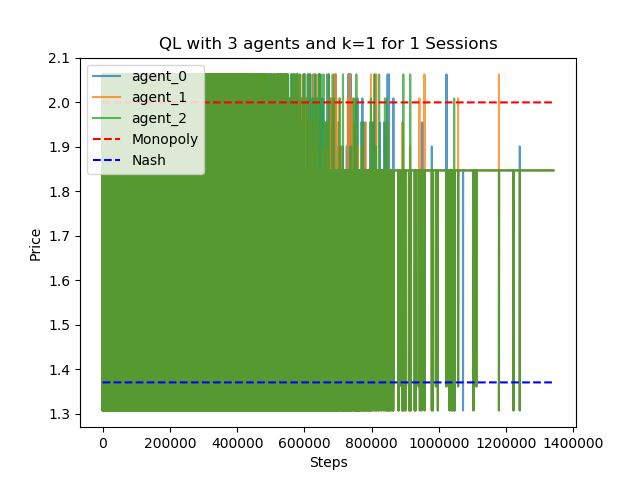 QL with 3 agents and k=1 for 1 Sessions
2.1
2.0
1.9
1.8
1.7
1.6
1.5
1.4
1.3
Price
agent_0
agent_1
agent_2
Monopoly
Nash
0 200000 400000 600000 800000 1000000 1200000 1400000
Steps